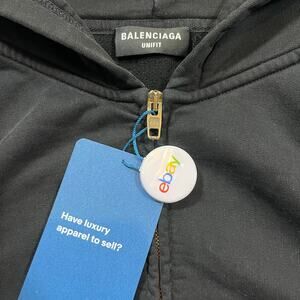 BALENCIAGA
UNIFIT
ebay
Have luxury
apparel to sell?